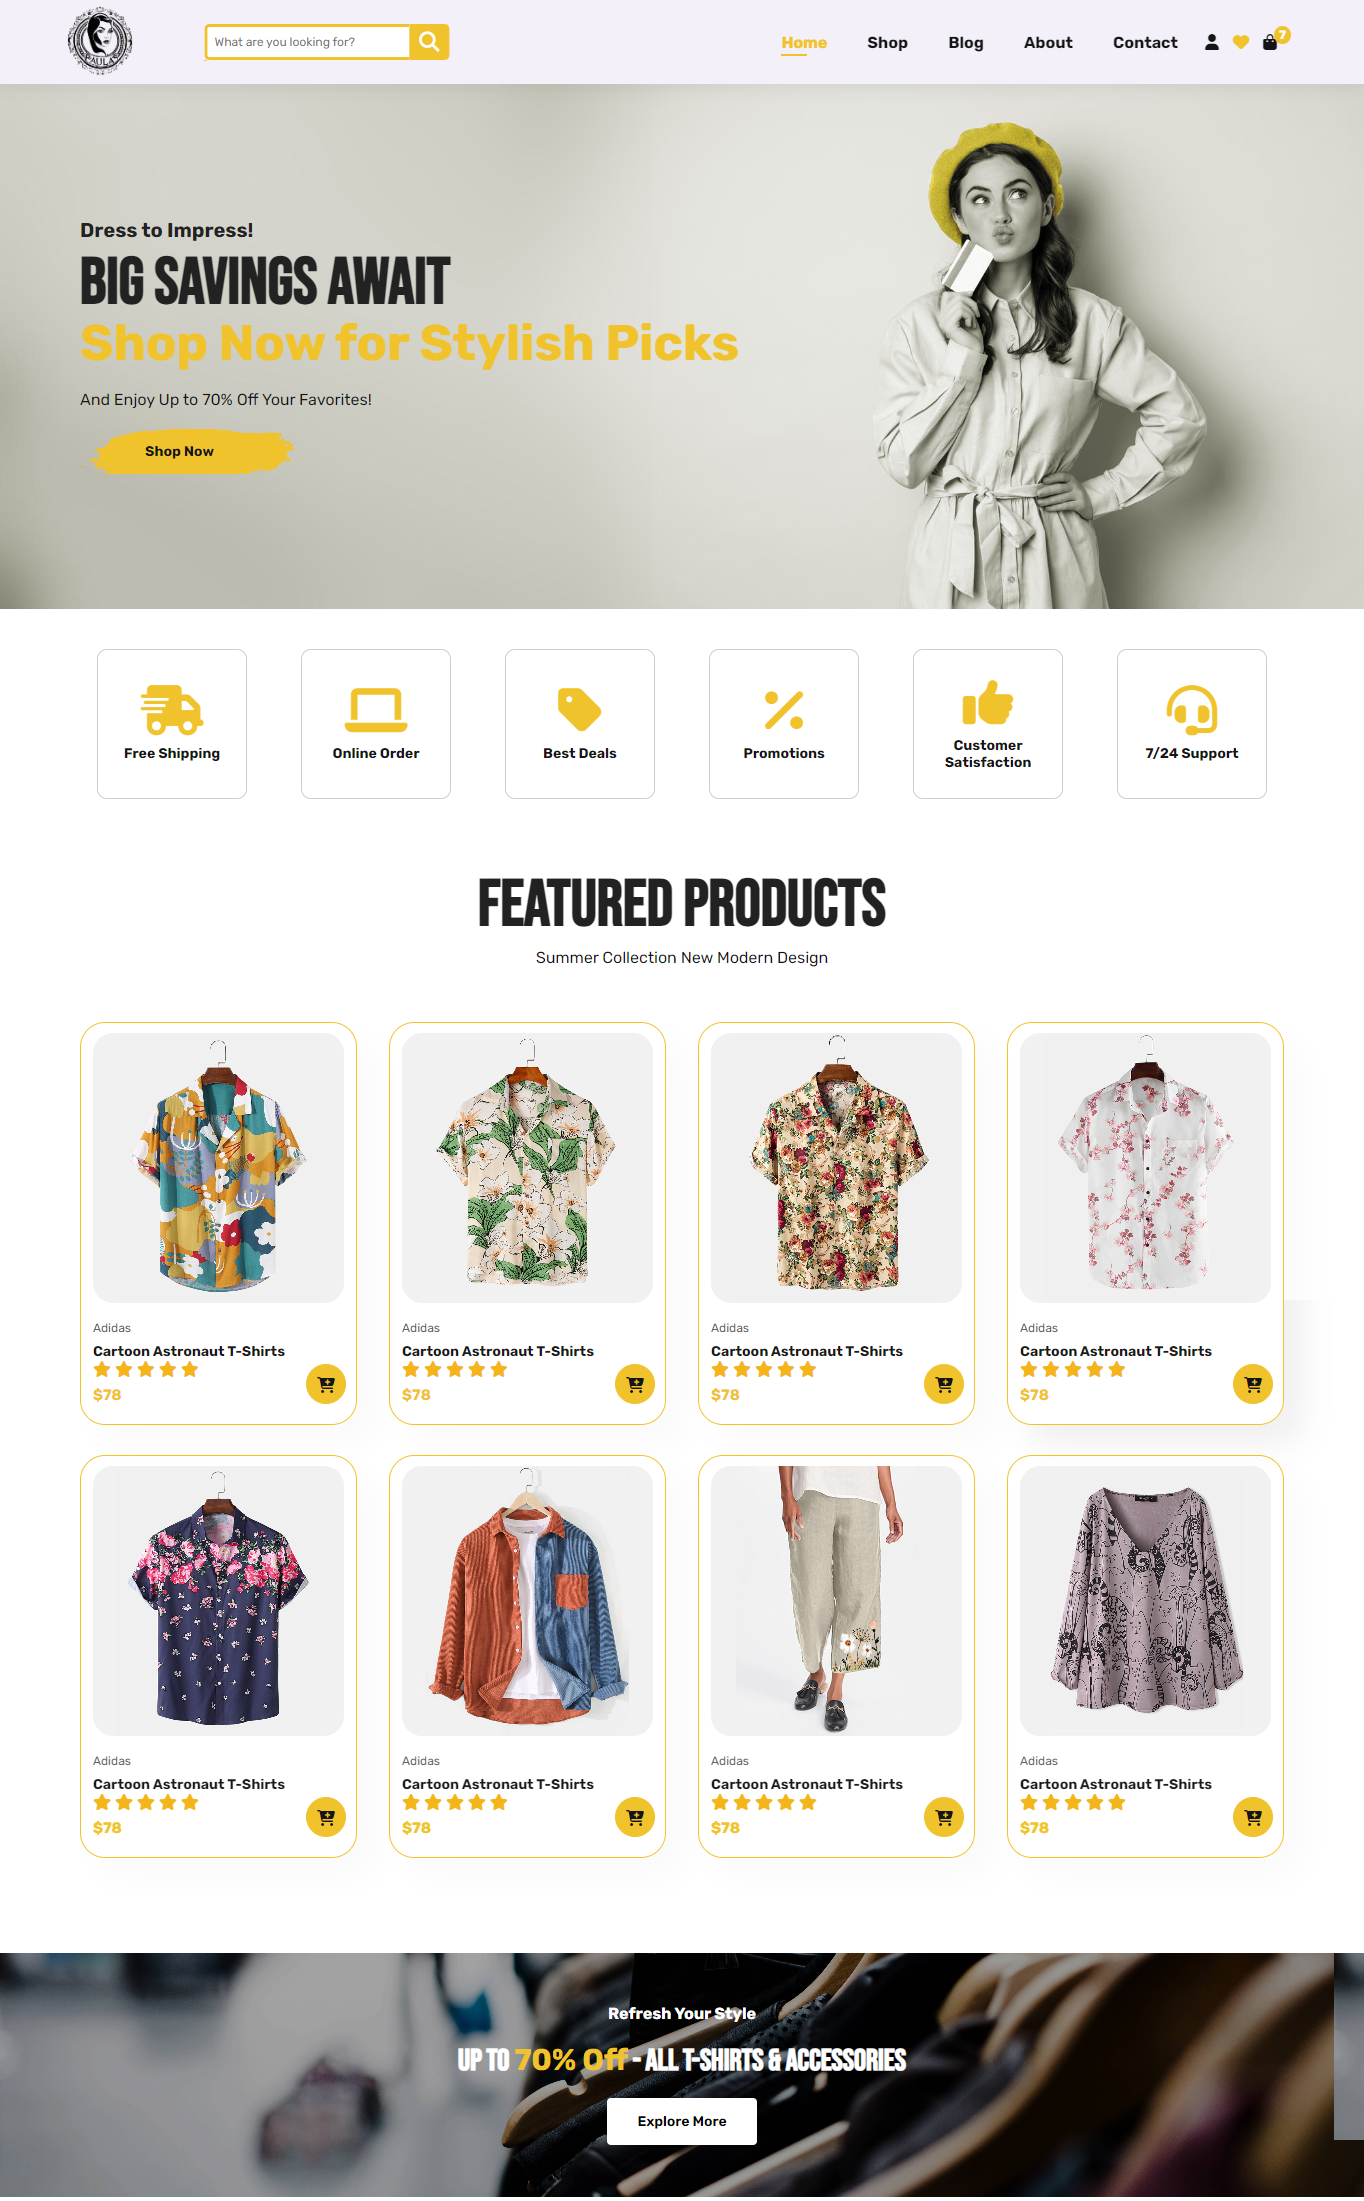 PAULA
What are you looking for?
Home
Shop
Blog
About
Contact
7
Dress to Impress!
BIG SAVINGS AWAIT
Shop Now for Stylish Picks
And Enjoy Up to 70% Off Your Favorites!
Shop Now
Free Shipping
Online Order
Best Deals
Promotions
Customer
Satisfaction
7/24 Support
FEATURED PRODUCTS
Summer Collection New Modern Design
Adidas
Cartoon Astronaut T-Shirts
$78
Adidas
Cartoon Astronaut T-Shirts
$78
Adidas
Cartoon Astronaut T-Shirts
$78
Adidas
Cartoon Astronaut T-Shirts
$78
Adidas
Cartoon Astronaut T-Shirts
$78
Adidas
Cartoon Astronaut T-Shirts
$78
Adidas
Cartoon Astronaut T-Shirts
$78
Adidas
Cartoon Astronaut T-Shirts
$78
Refresh Your Style
UP TO 70% Off - ALL T-SHIRTS & ACCESSORIES
Explore More